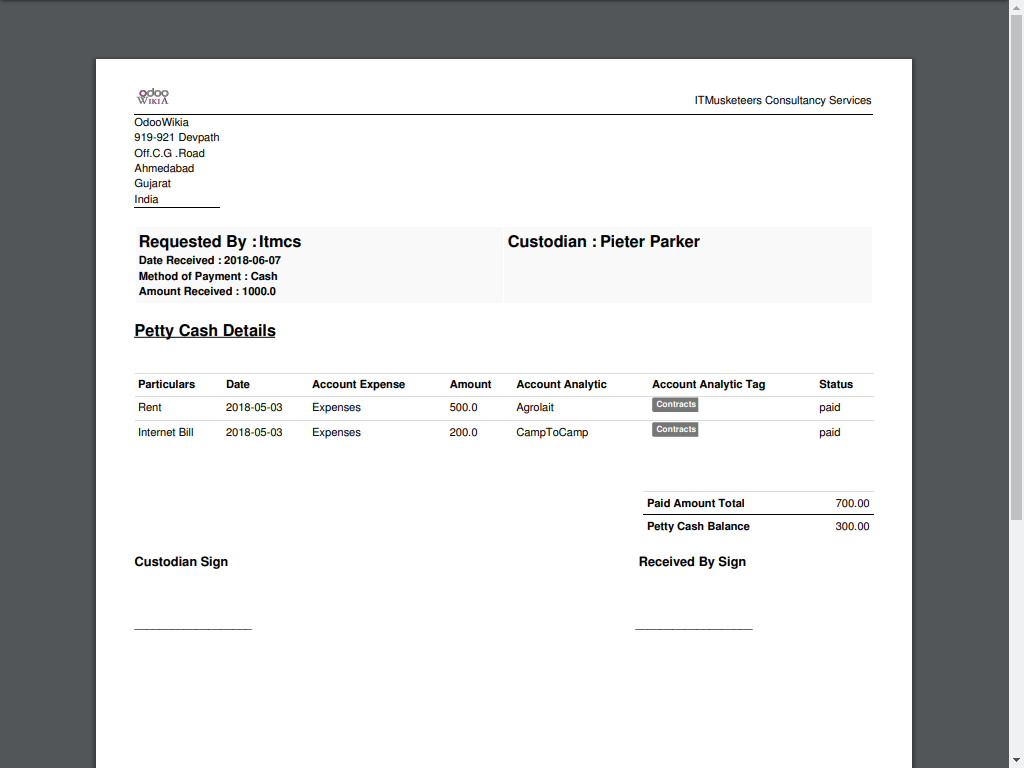 odoo
WIKIA
ITMusketeers Consultancy Services
OdooWikia
919-921 Devpath
Off.C.G .Road
Ahmedabad
Gujarat
India
Requested By : Itmcs
Custodian : Pieter Parker
Date Received : 2018-06-07
Method of Payment : Cash
Amount Received : 1000.0
Petty Cash Details
Particulars Date Account Expense Amount Account Analytic Account Analytic Tag Status
Rent 2018-05-03 Expenses 500.0 Agrolait Contracts paid
Internet Bill 2018-05-03 Expenses 200.0 CampToCamp Contracts paid
Paid Amount Total 700.00
Petty Cash Balance 300.00
Custodian Sign Received By Sign